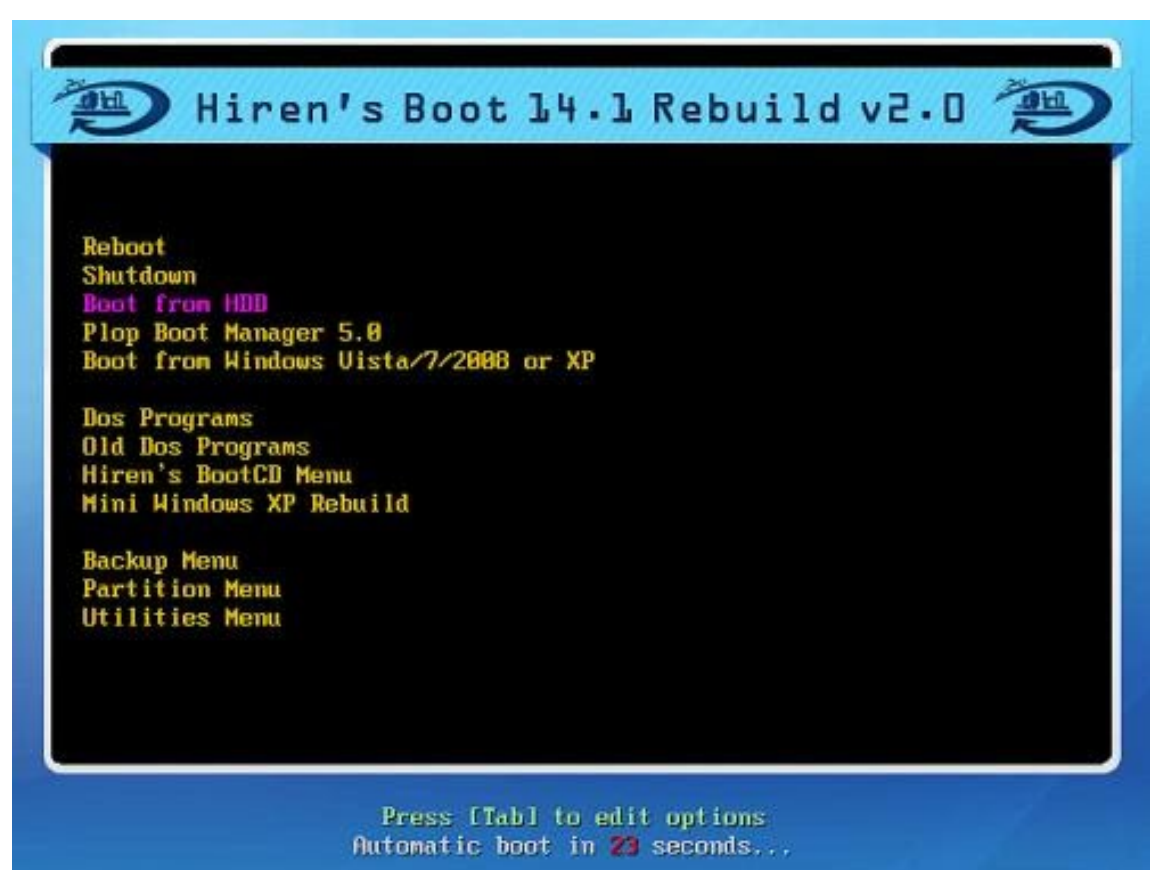 Hiren's Boot 14.1 Rebuild v2.0
Reboot
Shutdown
Boot from HDD
Plop Boot Manager 5.0
Boot from Windows Vista/7/2008 or XP
Dos Programs
Old Dos Programs
Hiren's BootCD Menu
Mini Windows XP Rebuild
Backup Menu
Partition Menu
Utilities Menu
Press [Tab] to edit options
Automatic boot in 23 seconds...